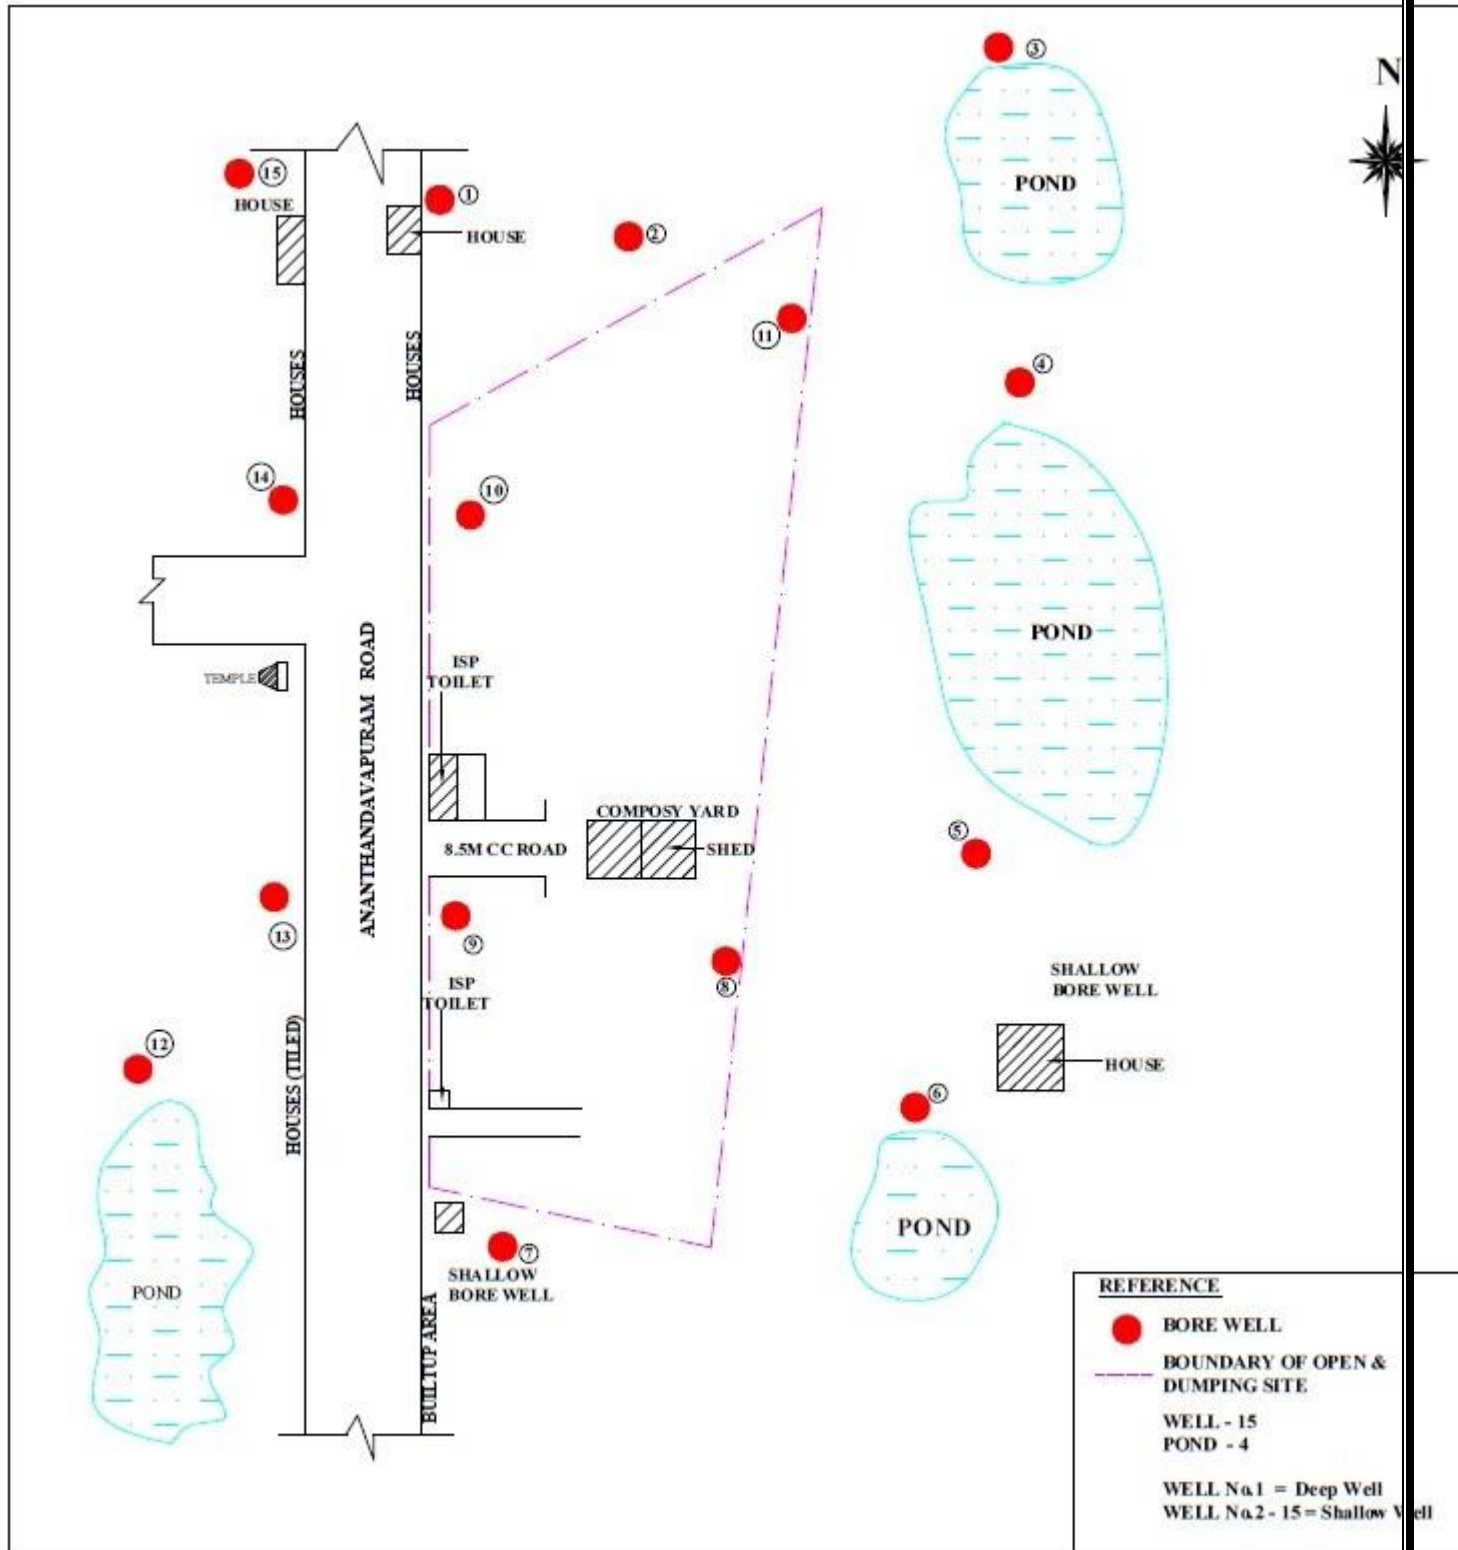 ③
N
POND
⑮
HOUSE
①
HOUSE
②
⑪
④
HOUSES
HOUSES
⑭
⑩
POND
ANANTHANDAVAPURAM ROAD
ISP
TOILET
TEMPLE
COMPOSY YARD
8.5M CC ROAD
SHED
⑤
⑬
⑨
ISP
TOILET
⑧
SHALLOW
BORE WELL
HOUSE
⑫
HOUSES (TILED)
⑥
POND
POND
⑦
SHALLOW
BORE WELL
BUILTUP AREA
REFERENCE
BORE WELL
BOUNDARY OF OPEN &
DUMPING SITE
WELL - 15
POND - 4
WELL No.1 = Deep Well
WELL No.2 - 15 = Shallow Well